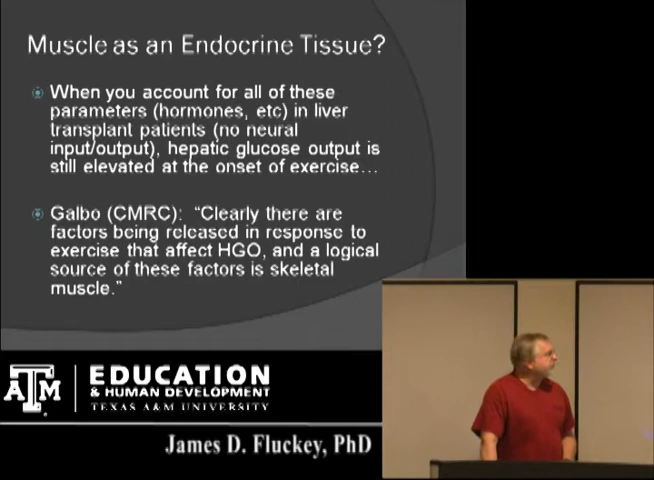 Muscle as an Endocrine Tissue?
When you account for all of these
parameters (hormones, etc) in liver
transplant patients (no neural
input/output), hepatic glucose output is
still elevated at the onset of exercise…
Galbo (CMRC): “Clearly there are
factors being released in response to
exercise that affect HGO, and a logical
source of these factors is skeletal
muscle.”
ATM
EDUCATION
& HUMAN DEVELOPMENT
TEXAS A&M UNIVERSITY
James D. Fluckey, PhD